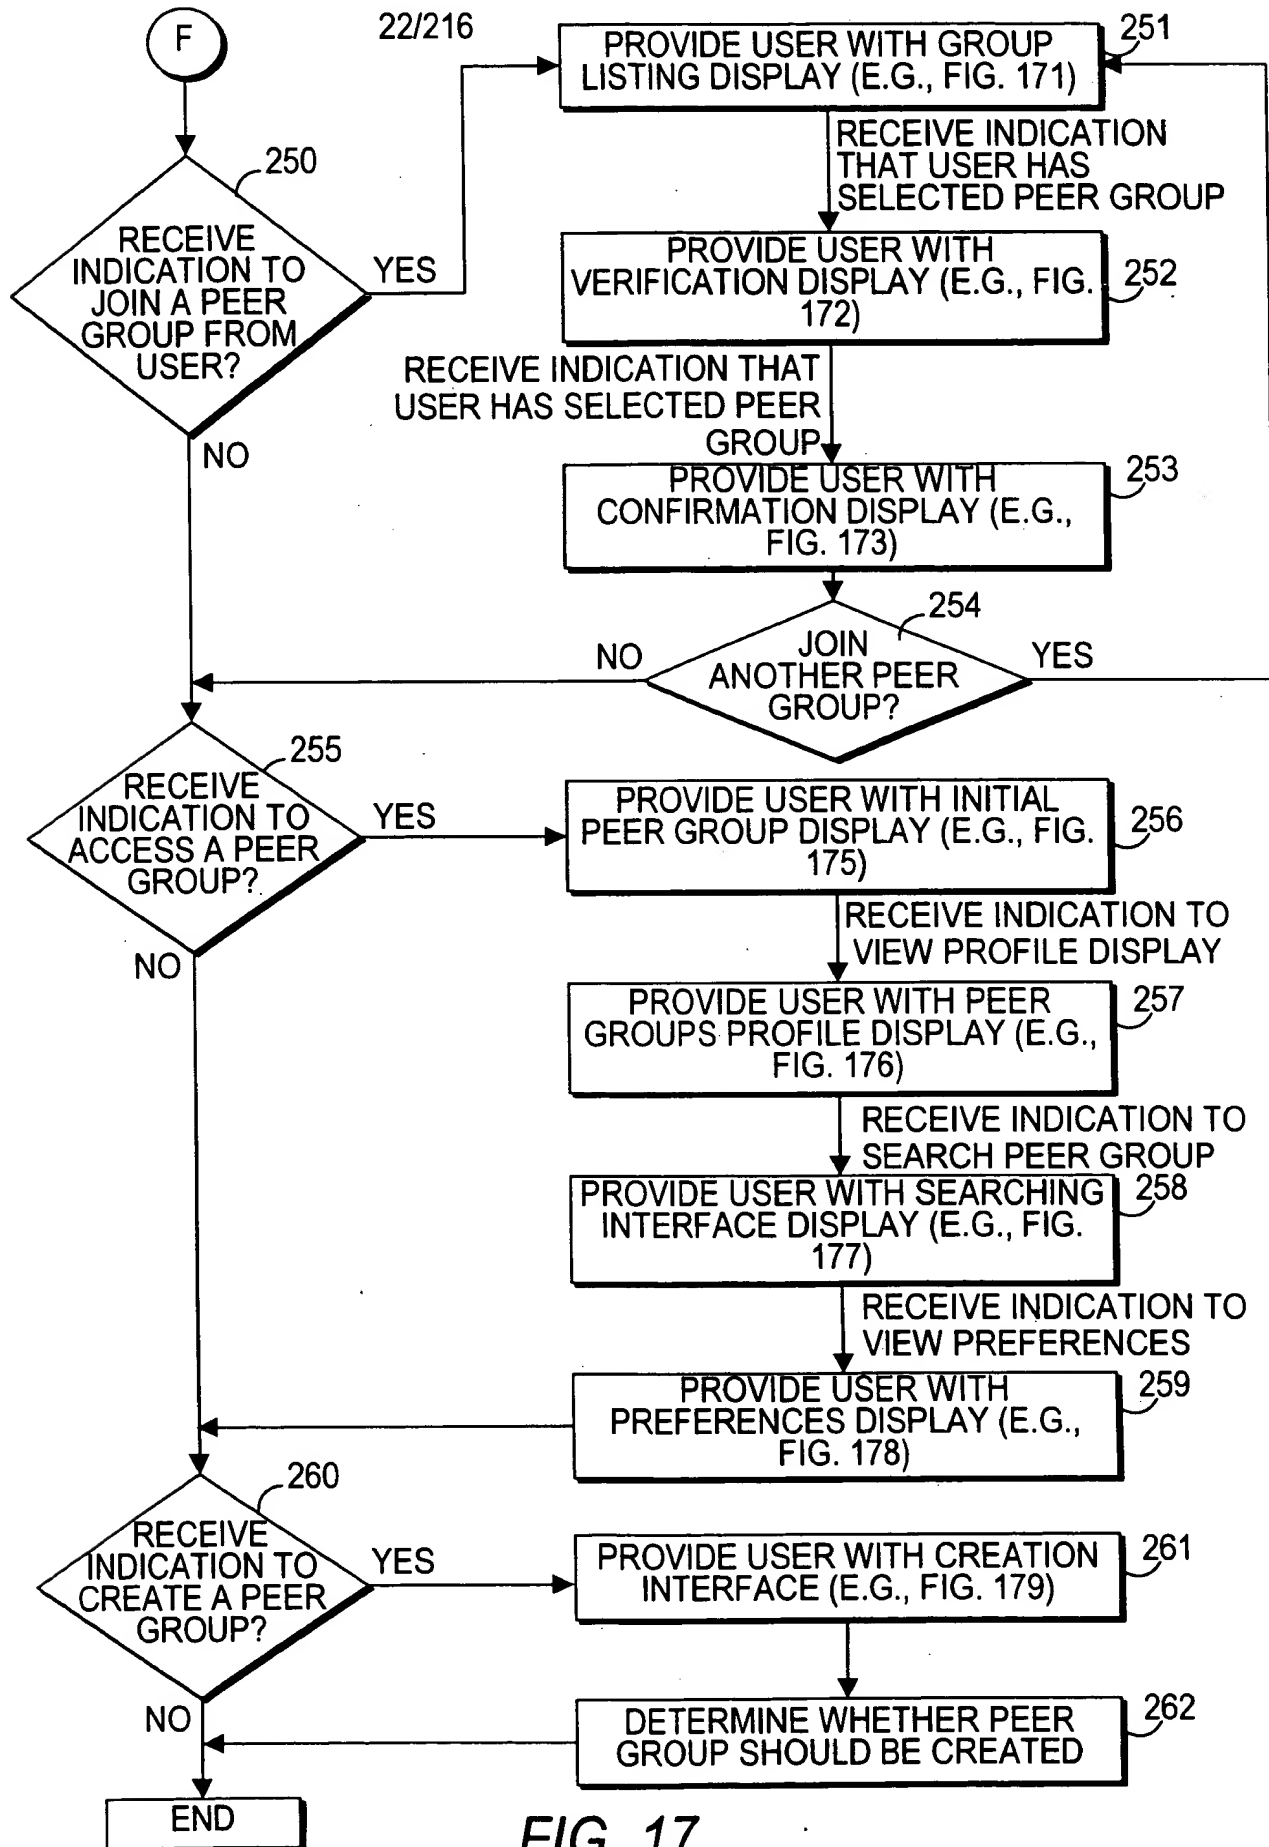 F
22/216
PROVIDE USER WITH GROUP
LISTING DISPLAY (E.G., FIG. 171)
251
RECEIVE INDICATION
THAT USER HAS
SELECTED PEER GROUP
250
RECEIVE
INDICATION TO
JOIN A PEER
GROUP FROM
USER?
YES
NO
PROVIDE USER WITH
VERIFICATION DISPLAY (E.G., FIG.
172)
252
RECEIVE INDICATION THAT
USER HAS SELECTED PEER
GROUP
PROVIDE USER WITH
CONFIRMATION DISPLAY (E.G.,
FIG. 173)
253
254
JOIN
ANOTHER PEER
GROUP?
NO
YES
255
RECEIVE
INDICATION TO
ACCESS A PEER
GROUP?
YES
NO
PROVIDE USER WITH INITIAL
PEER GROUP DISPLAY (E.G., FIG.
175)
256
RECEIVE INDICATION TO
VIEW PROFILE DISPLAY
PROVIDE USER WITH PEER
GROUPS PROFILE DISPLAY (E.G.,
FIG. 176)
257
RECEIVE INDICATION TO
SEARCH PEER GROUP
PROVIDE USER WITH SEARCHING
INTERFACE DISPLAY (E.G., FIG.
177)
258
RECEIVE INDICATION TO
VIEW PREFERENCES
PROVIDE USER WITH
PREFERENCES DISPLAY (E.G.,
FIG. 178)
259
260
RECEIVE
INDICATION TO
CREATE A PEER
GROUP?
YES
NO
PROVIDE USER WITH CREATION
INTERFACE (E.G., FIG. 179)
261
DETERMINE WHETHER PEER
GROUP SHOULD BE CREATED
262
END
FIG. 17